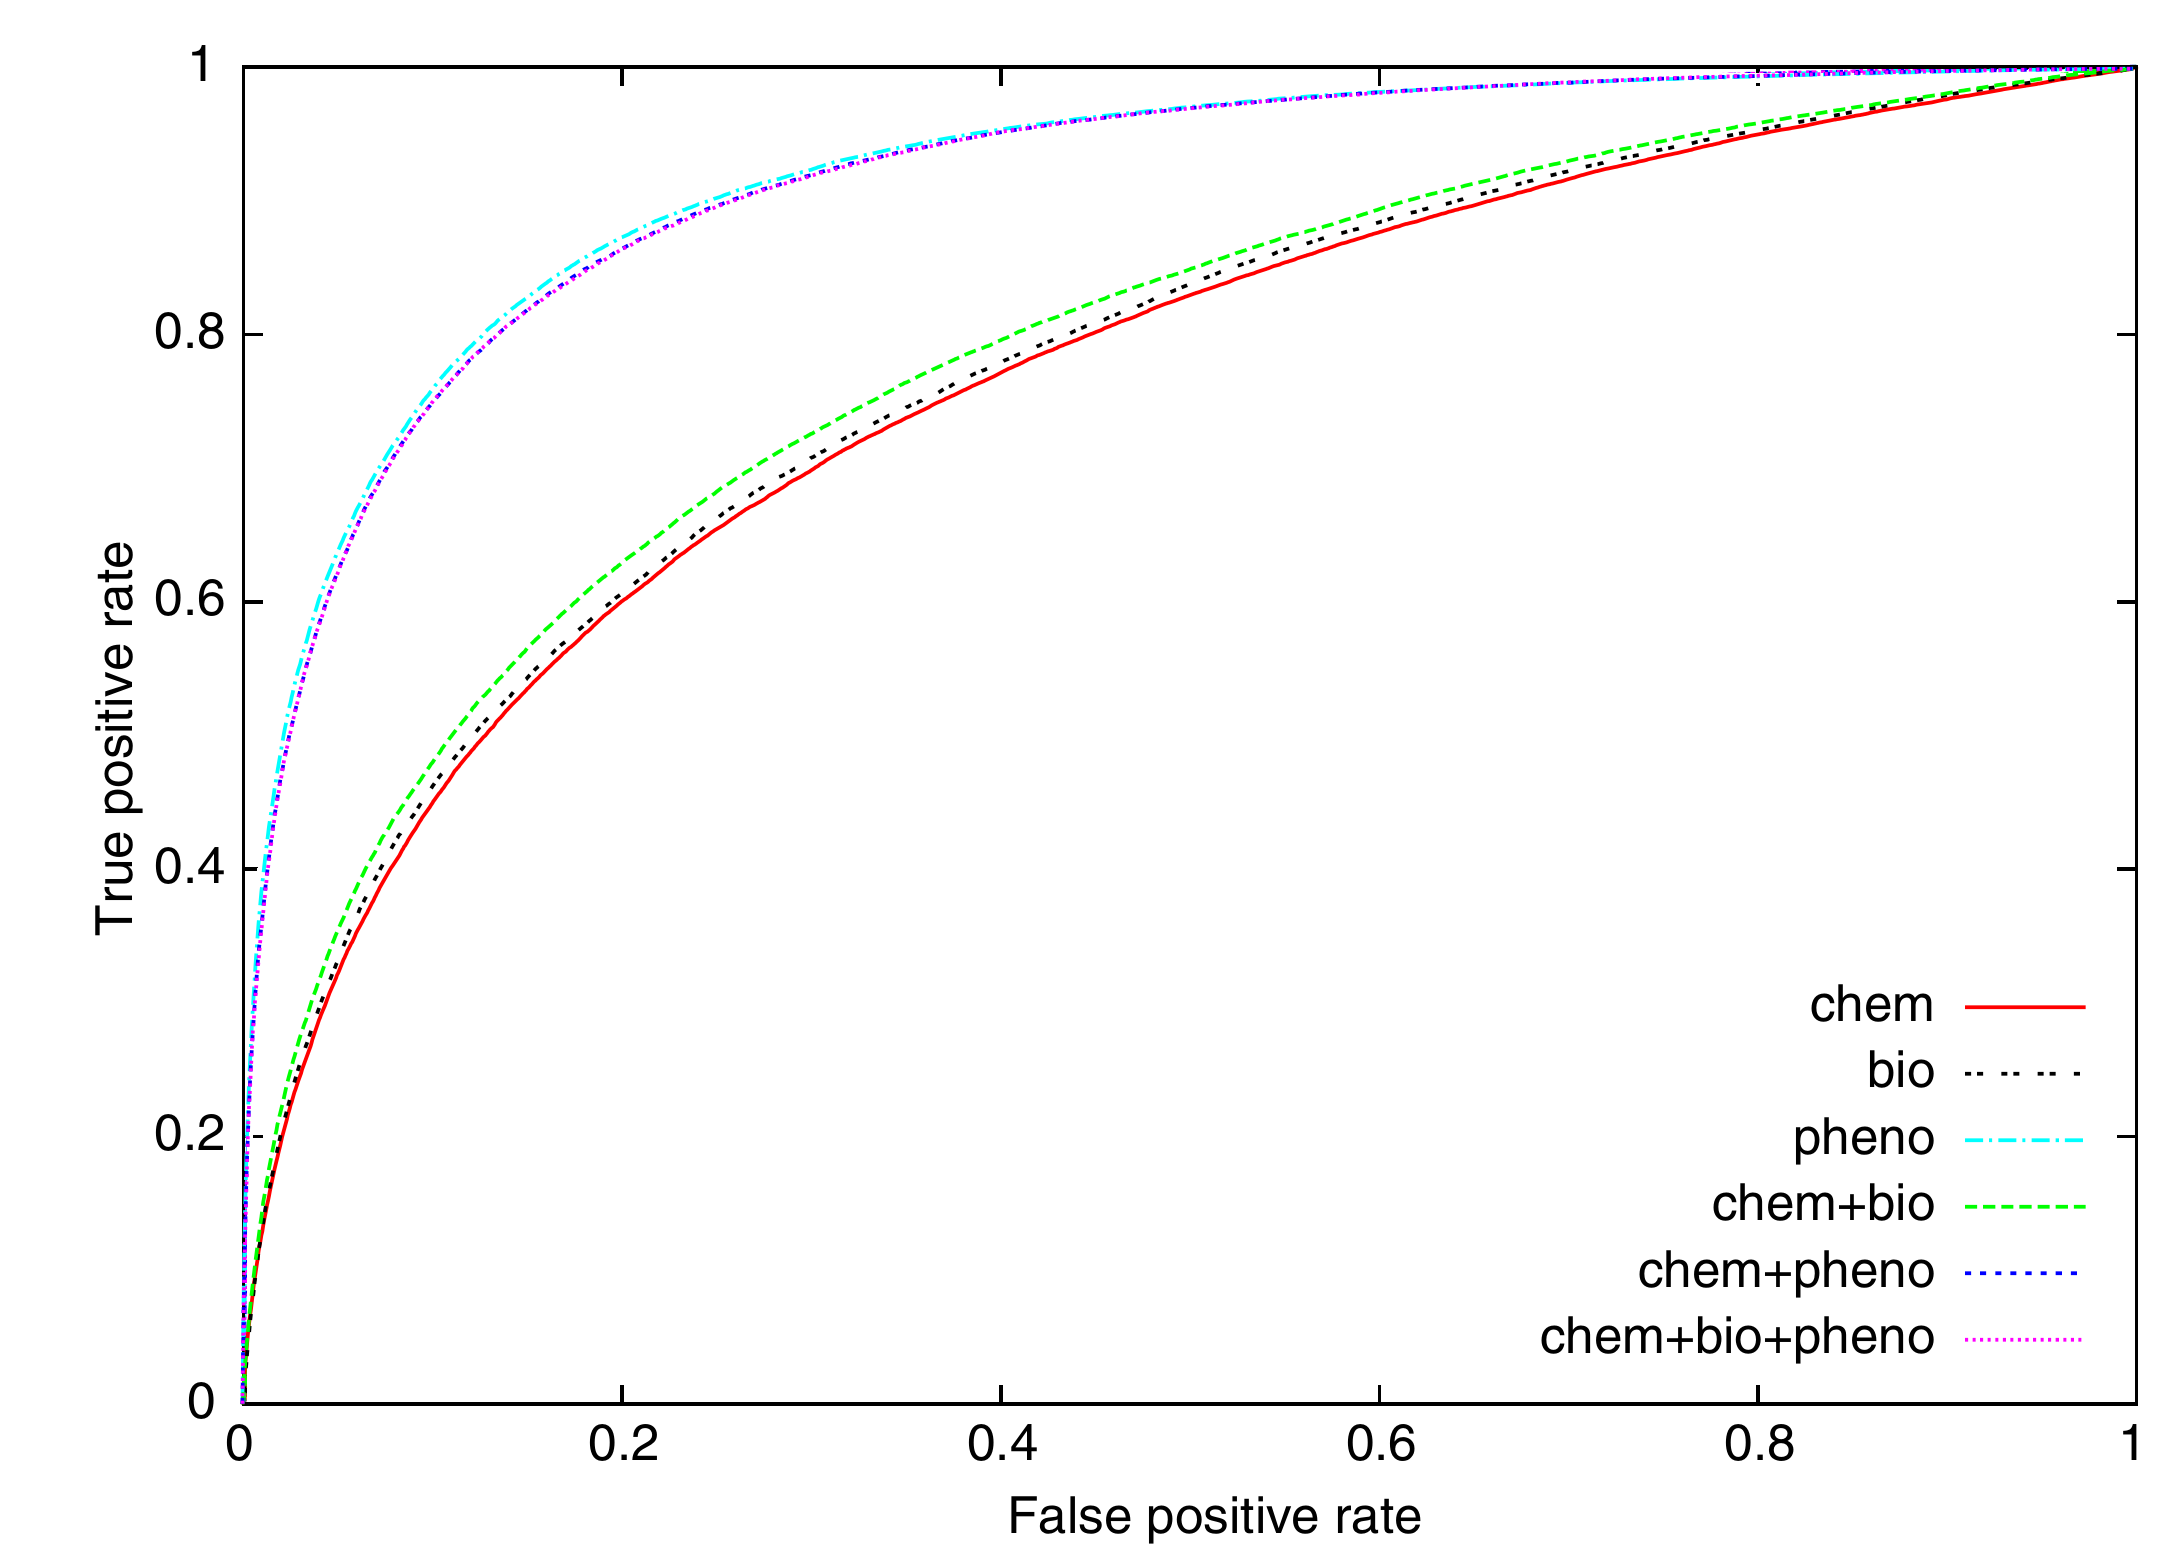 1
0.8
0.6
0.4
0.2
0
True positive rate
chem
bio
pheno
chem+bio
chem+pheno
chem+bio+pheno
0 0.2 0.4 0.6 0.8 1
False positive rate